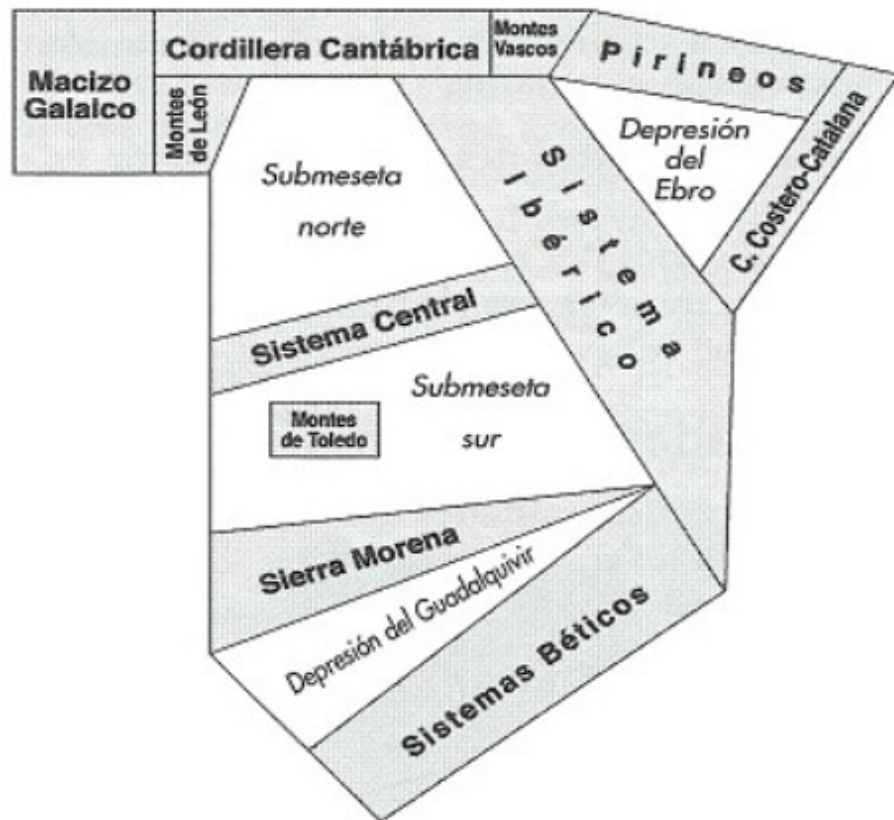 Macizo
Galaico
Cordillera Cantábrica
Montes
Vascos
Pirineos
Montes
de León
Submeseta
norte
Sistema
Ibérico
Depresión
del
Ebro
C. Costero-Catalana
Sistema Central
Submeseta
sur
Montes
de Toledo
Sierra Morena
Depresión del Guadalquivir
Sistemas Béticos